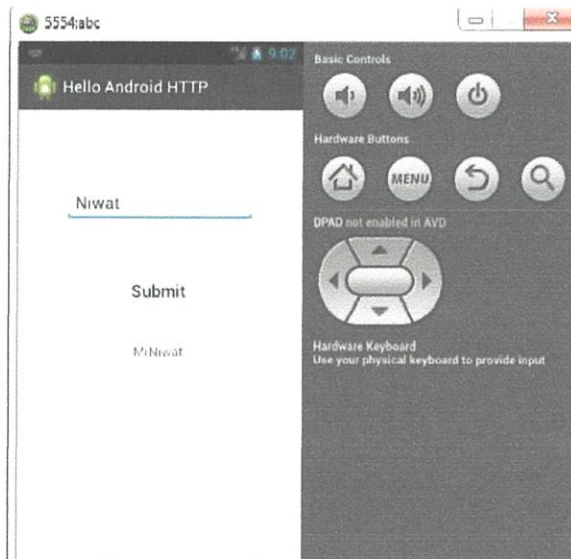 5554:abc
9:02
Hello Android HTTP
Niwat
Submit
MrNiwat
Basic Controls
Hardware Buttons
MENU
DPAD not enabled in AVD
Hardware Keyboard
Use your physical keyboard to provide input